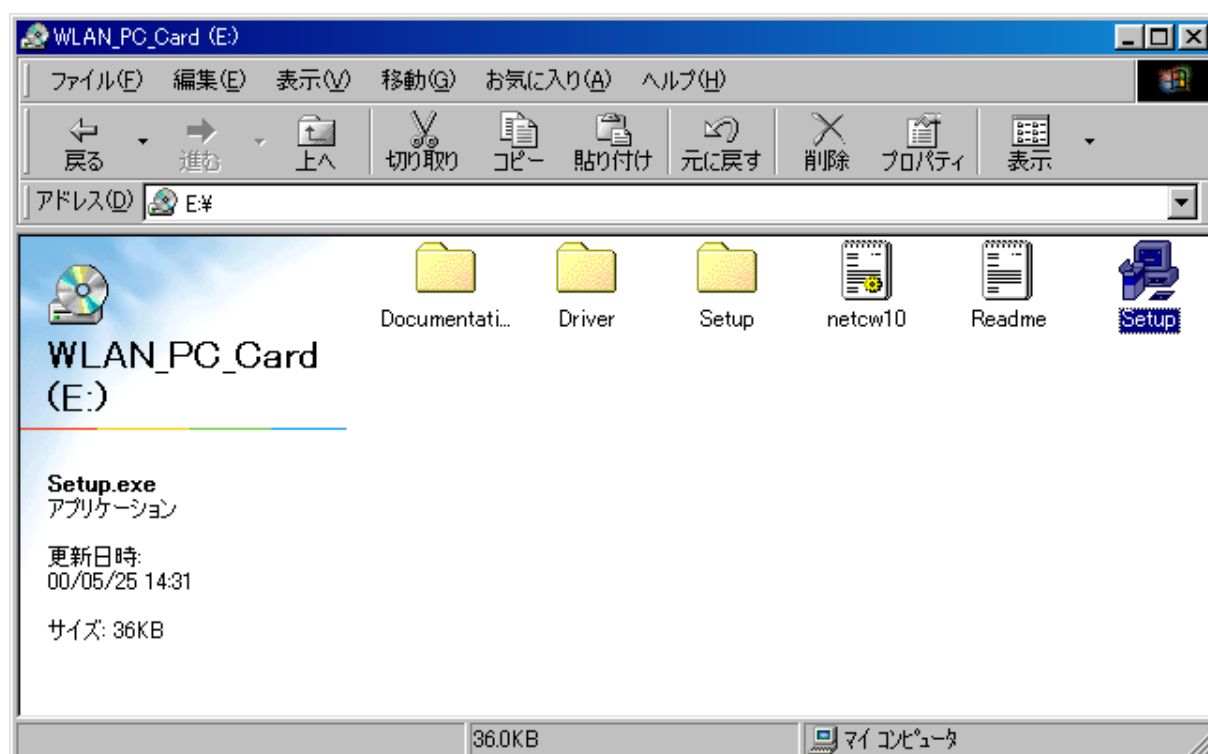 WLAN_PC_Card (E:)
ファイル(F) 編集(E) 表示(V) 移動(G) お気に入り(A) ヘルプ(H)
戻る 進む 上へ 切り取り コピー 貼り付け 元に戻す 削除 プロパティ 表示
アドレス(D) E:¥
WLAN_PC_Card
(E:)
Setup.exe
アプリケーション
更新日時:
00/05/25 14:31
サイズ: 36KB
Documentati... Driver Setup netcw10 Readme Setup
36.0KB マイ コンピュータ